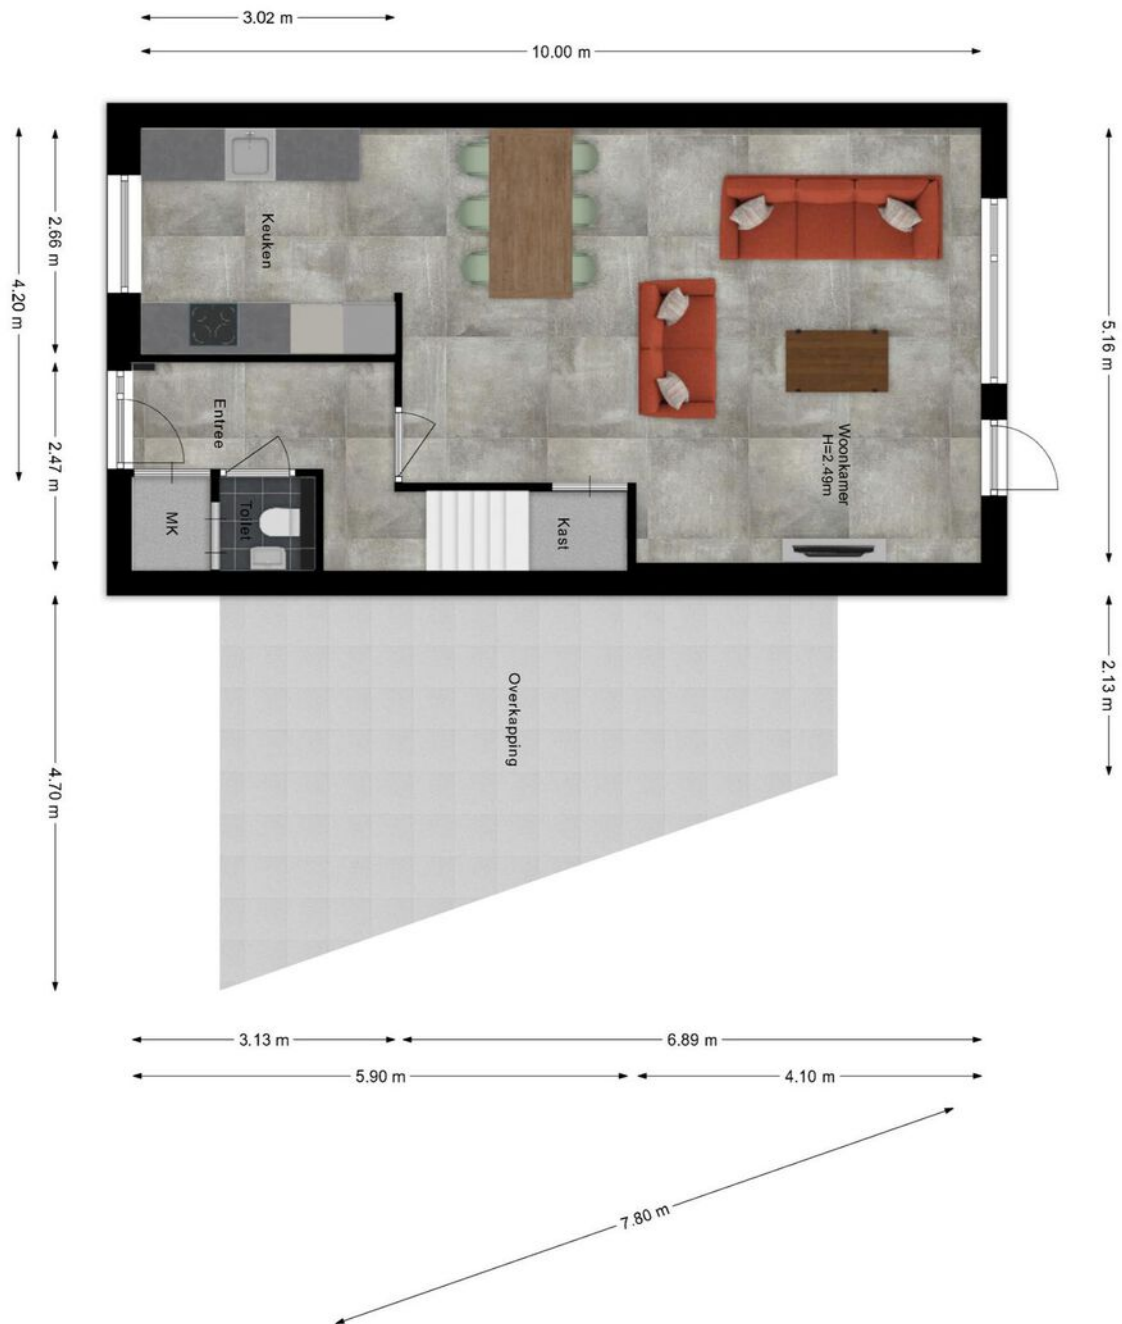 3.02 m
10.00 m
2.66 m
4.20 m
2.47 m
4.70 m
5.16 m
2.13 m
Keuken
Entree
Woonkamer
H=2.49m
MK
Toilet
Kast
Overkapping
3.13 m
6.89 m
5.90 m
4.10 m
7.80 m